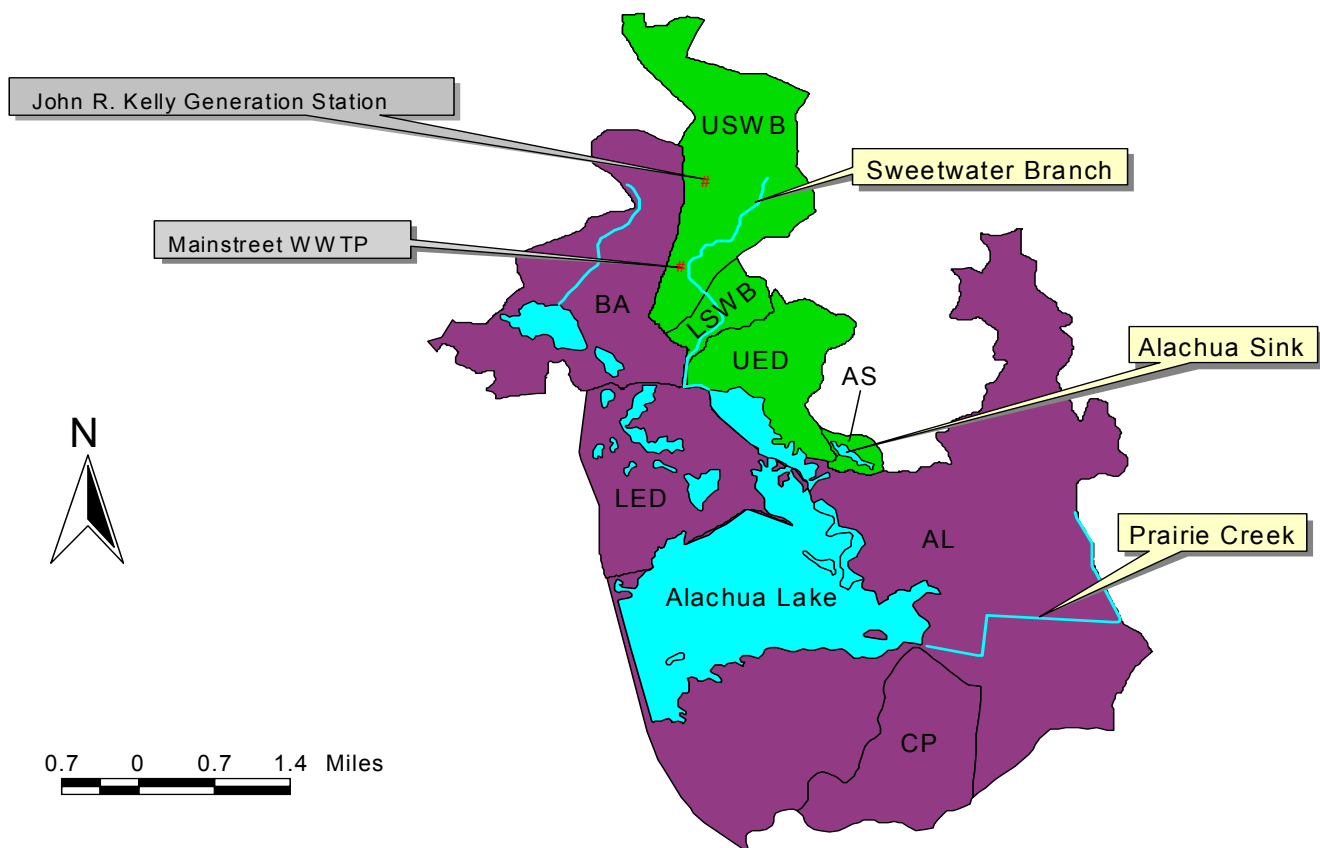 John R. Kelly Generation Station
USWB
Sweetwater Branch
Mainstreet WWTP
BA
LSWB
UED
Alachua Sink
AS
N
LED
AL
Prairie Creek
Alachua Lake
CP
0.7 0 0.7 1.4 Miles
#
#